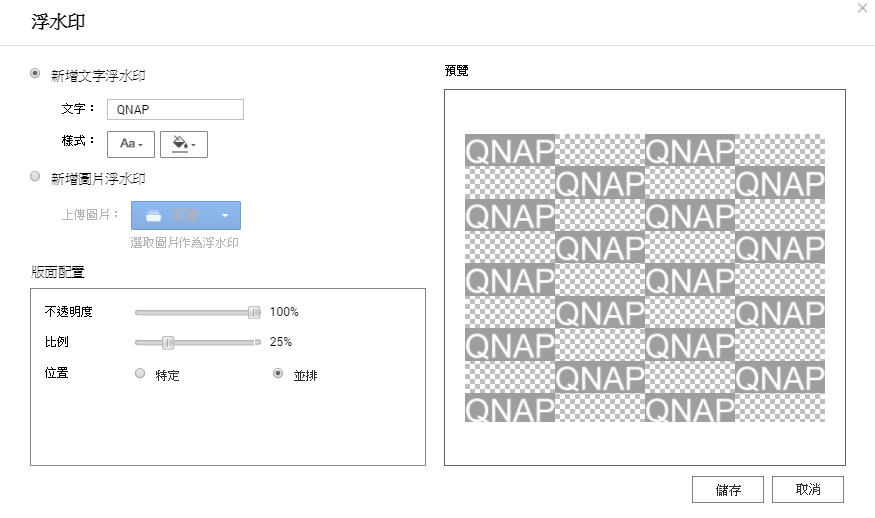 浮水印
新增文字浮水印
文字：
QNAP
樣式：
Aa
新增圖片浮水印
上傳圖片：
選取圖片作為浮水印
版面配置
不透明度
100%
比例
25%
位置
特定
並排
預覽
QNAP QNAP
QNAP QNAP
QNAP QNAP
QNAP QNAP
QNAP QNAP
QNAP QNAP
QNAP QNAP
QNAP QNAP
QNAP QNAP
儲存
取消